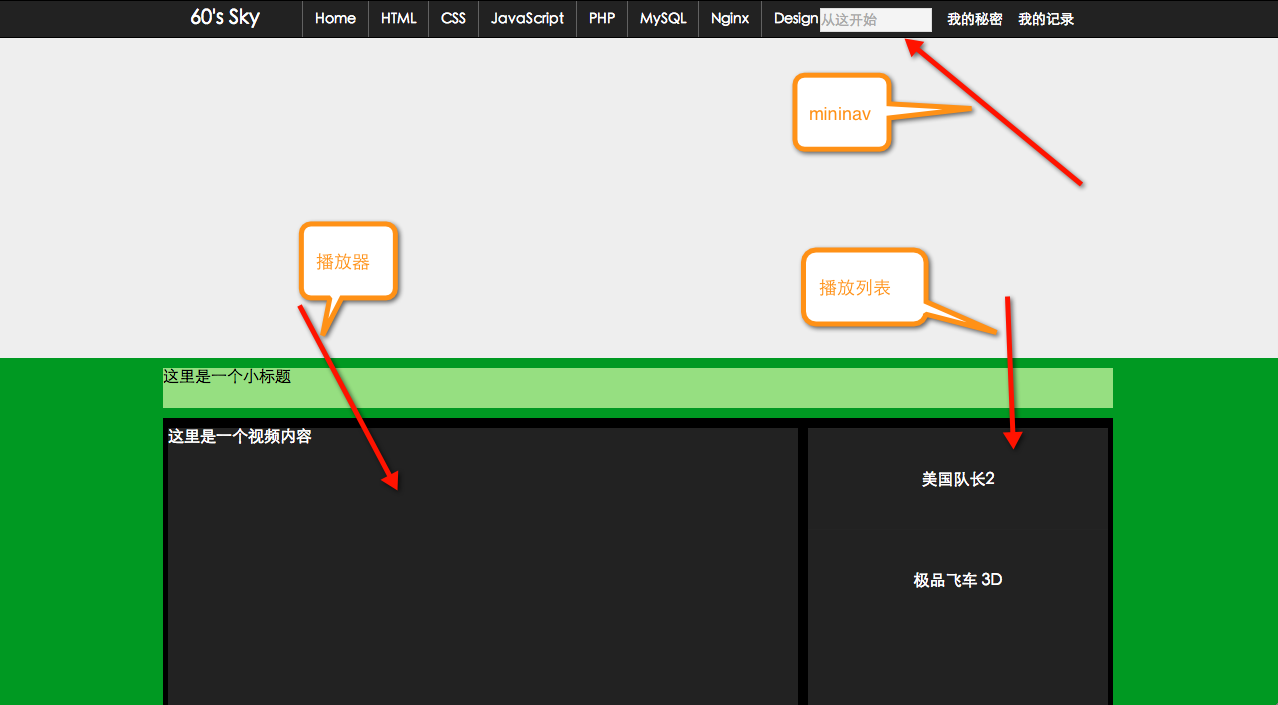 60's Sky Home HTML CSS JavaScript PHP MySQL Nginx Design 从这开始 我的秘密 我的记录
mininav
播放器
播放列表
这里是一个小标题
这里是一个视频内容
美国队长2
极品飞车 3D